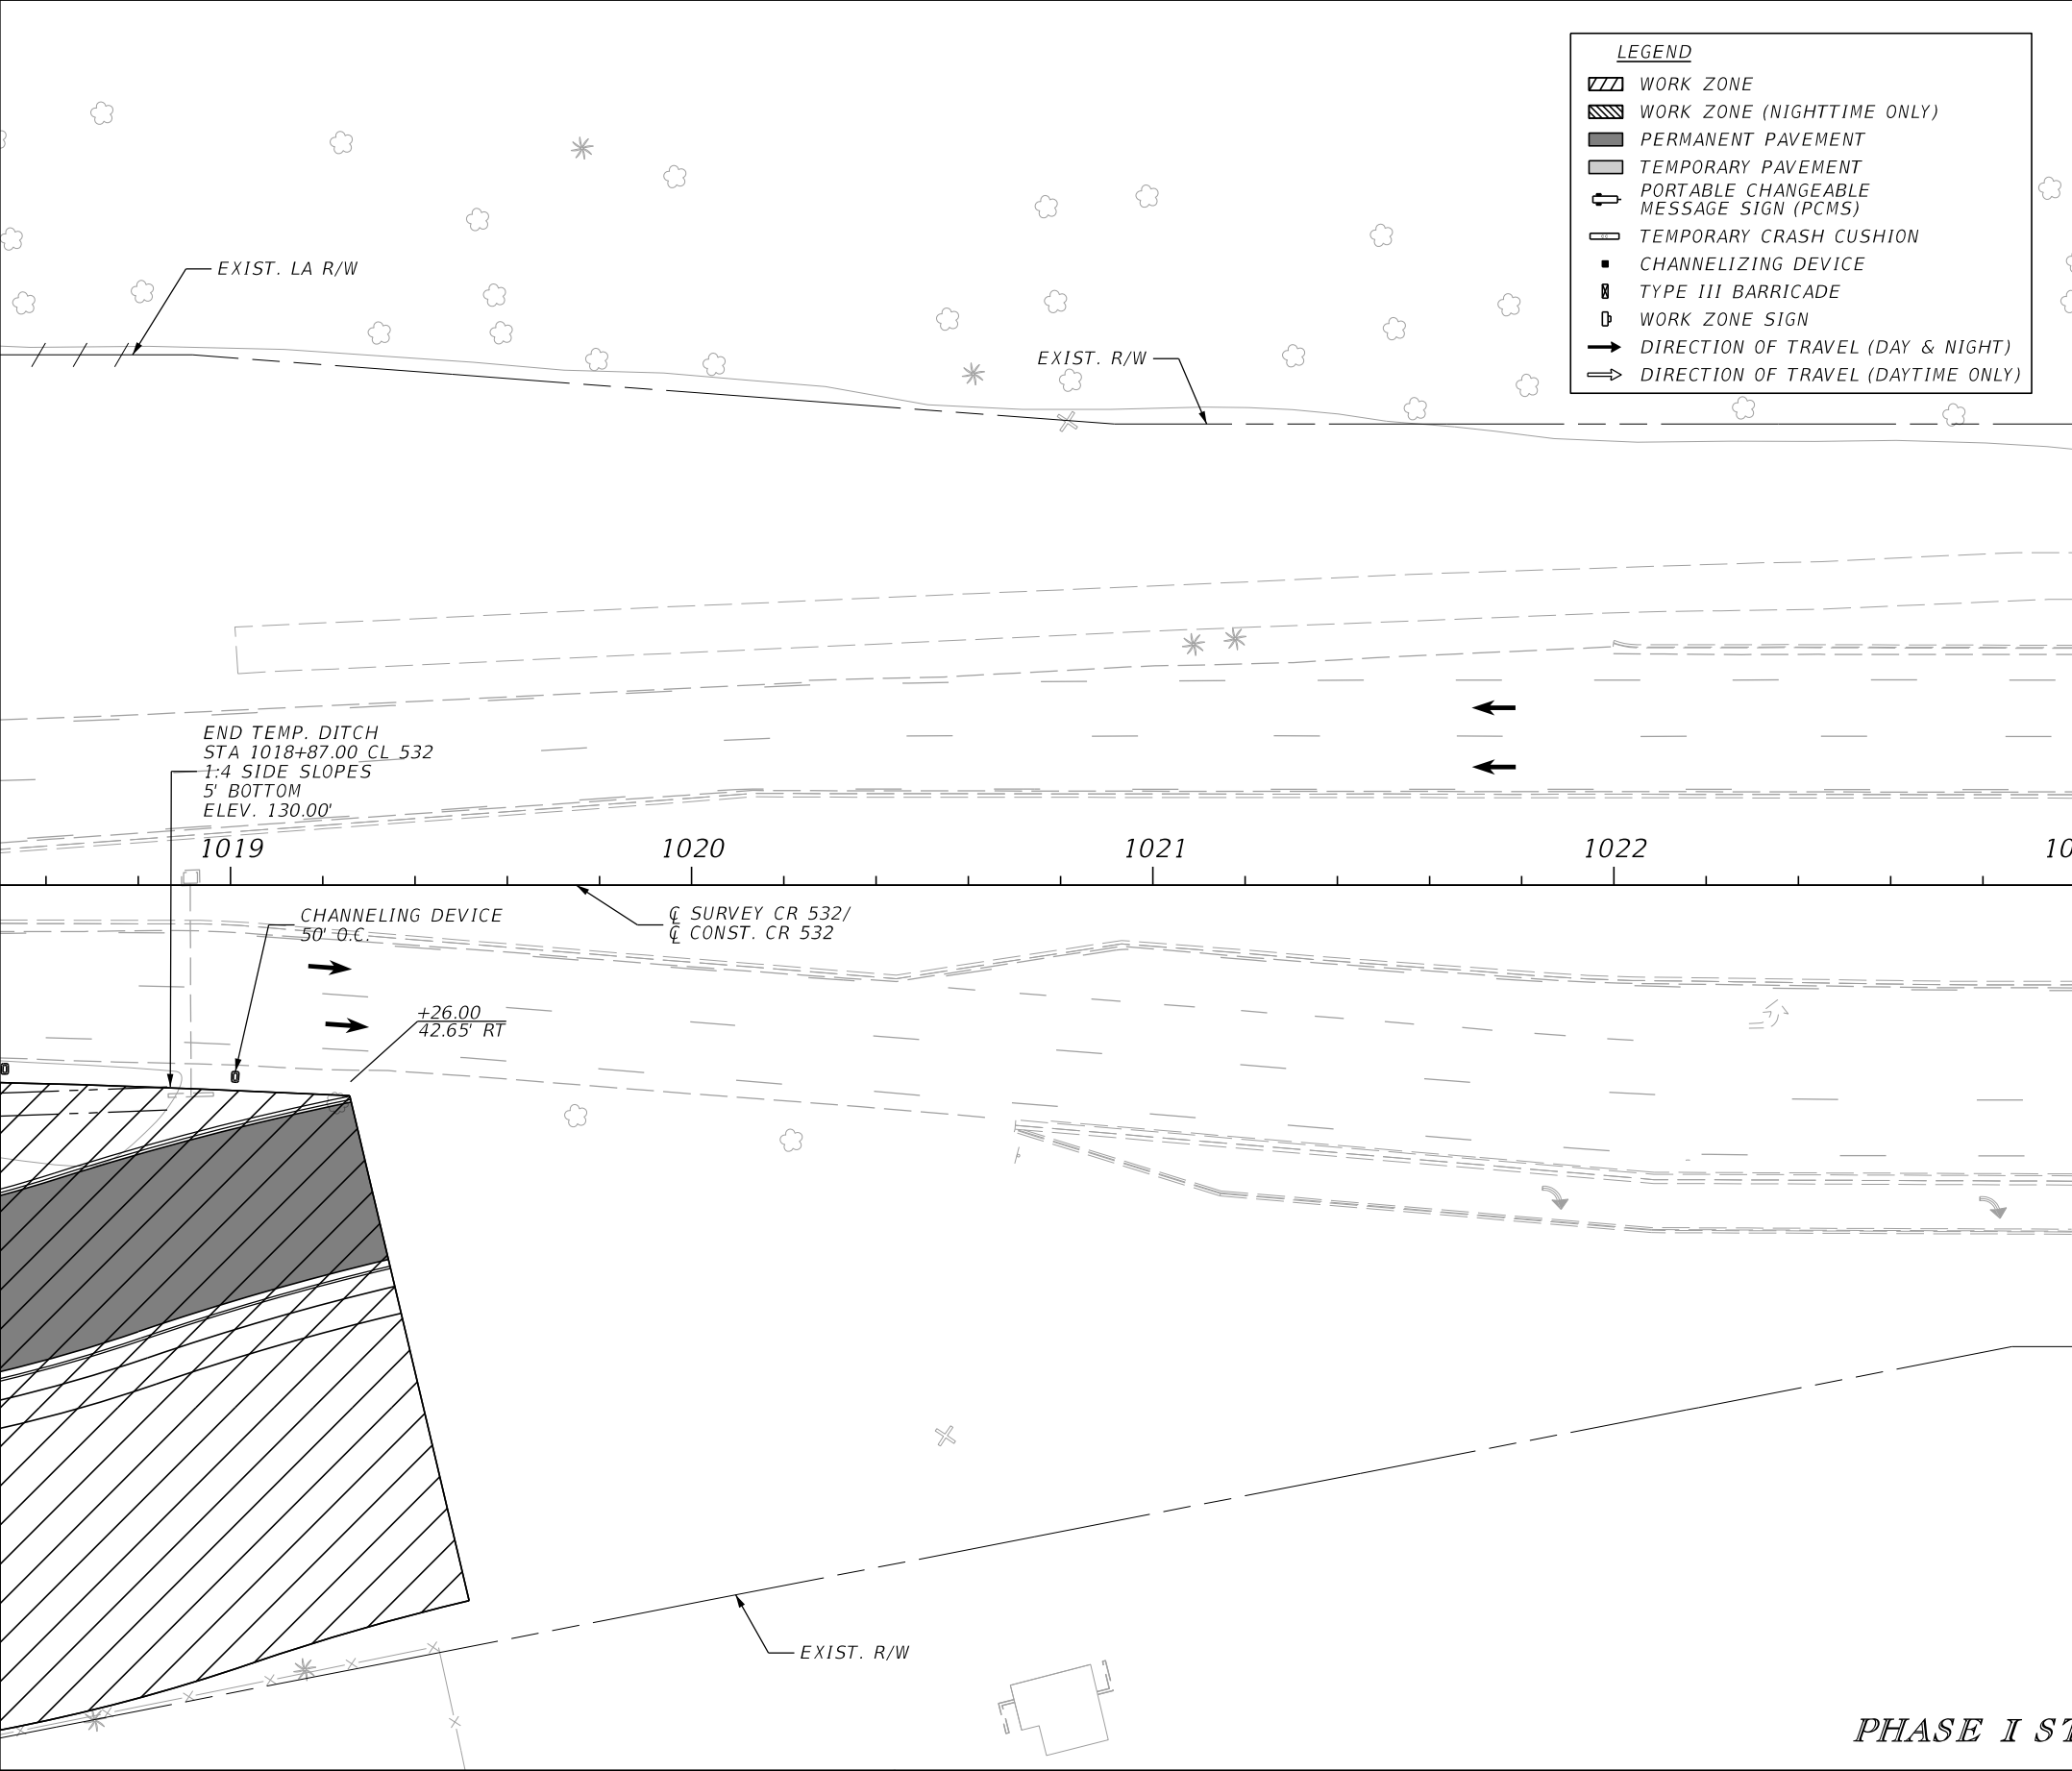 LEGEND
WORK ZONE
WORK ZONE (NIGHTTIME ONLY)
PERMANENT PAVEMENT
TEMPORARY PAVEMENT
PORTABLE CHANGEABLE
MESSAGE SIGN (PCMS)
TEMPORARY CRASH CUSHION
CHANNELIZING DEVICE
TYPE III BARRICADE
WORK ZONE SIGN
DIRECTION OF TRAVEL (DAY & NIGHT)
DIRECTION OF TRAVEL (DAYTIME ONLY)
EXIST. LA R/W
EXIST. R/W
END TEMP. DITCH
STA 1018+87.00 CL 532
1:4 SIDE SLOPES
5' BOTTOM
ELEV. 130.00'
1019
1020
1021
1022
10
CHANNELING DEVICE
50' O.C.
℄ SURVEY CR 532/
℄ CONST. CR 532
+26.00
42.65' RT
EXIST. R/W
PHASE I ST